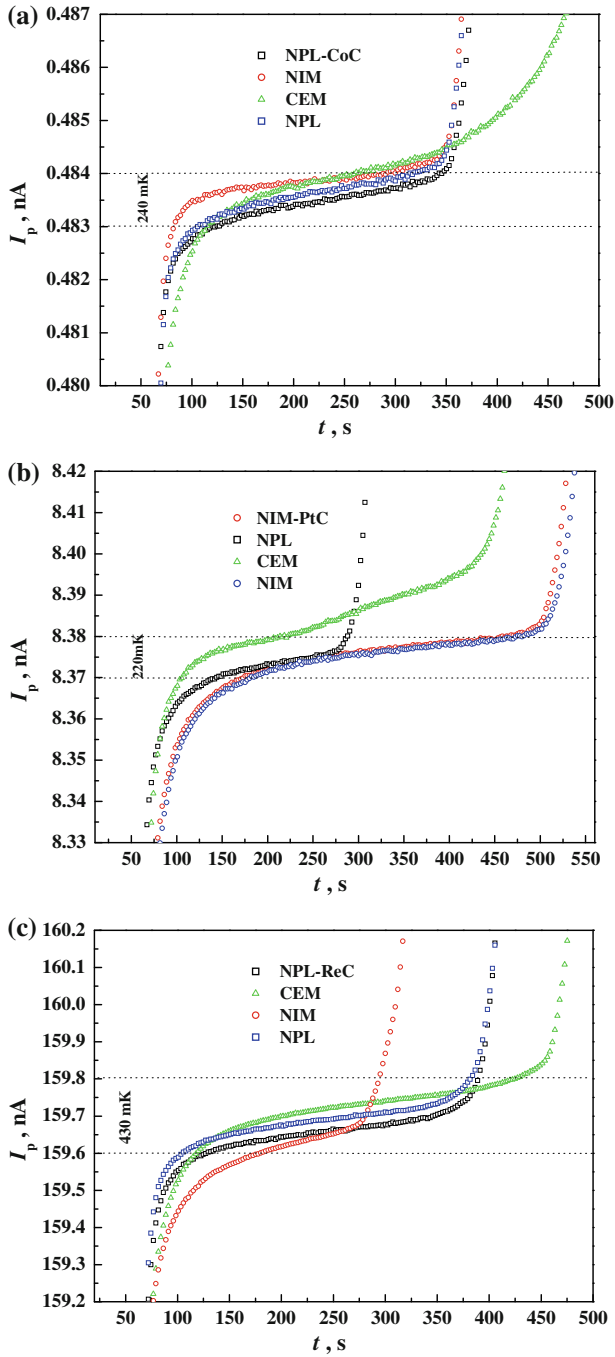 (a)
NPL-CoC
NIM
CEM
NPL
0.487
0.486
0.485
0.484
0.483
0.482
0.481
0.480
I_p , nA
240 mK
50 100 150 200 250 300 350 400 450 500
t , s
(b)
NIM-PtC
NPL
CEM
NIM
8.42
8.41
8.40
8.39
8.38
8.37
8.36
8.34
8.33
I_p , nA
220mK
50 100 150 200 250 300 350 400 450 500 550
t , s
(c)
NPL-ReC
CEM
NIM
NPL
160.2
160.1
160.0
159.9
159.8
159.7
159.6
159.5
159.4
159.3
159.2
I_p , nA
430 mK
50 100 150 200 250 300 350 400 450 500
t , s